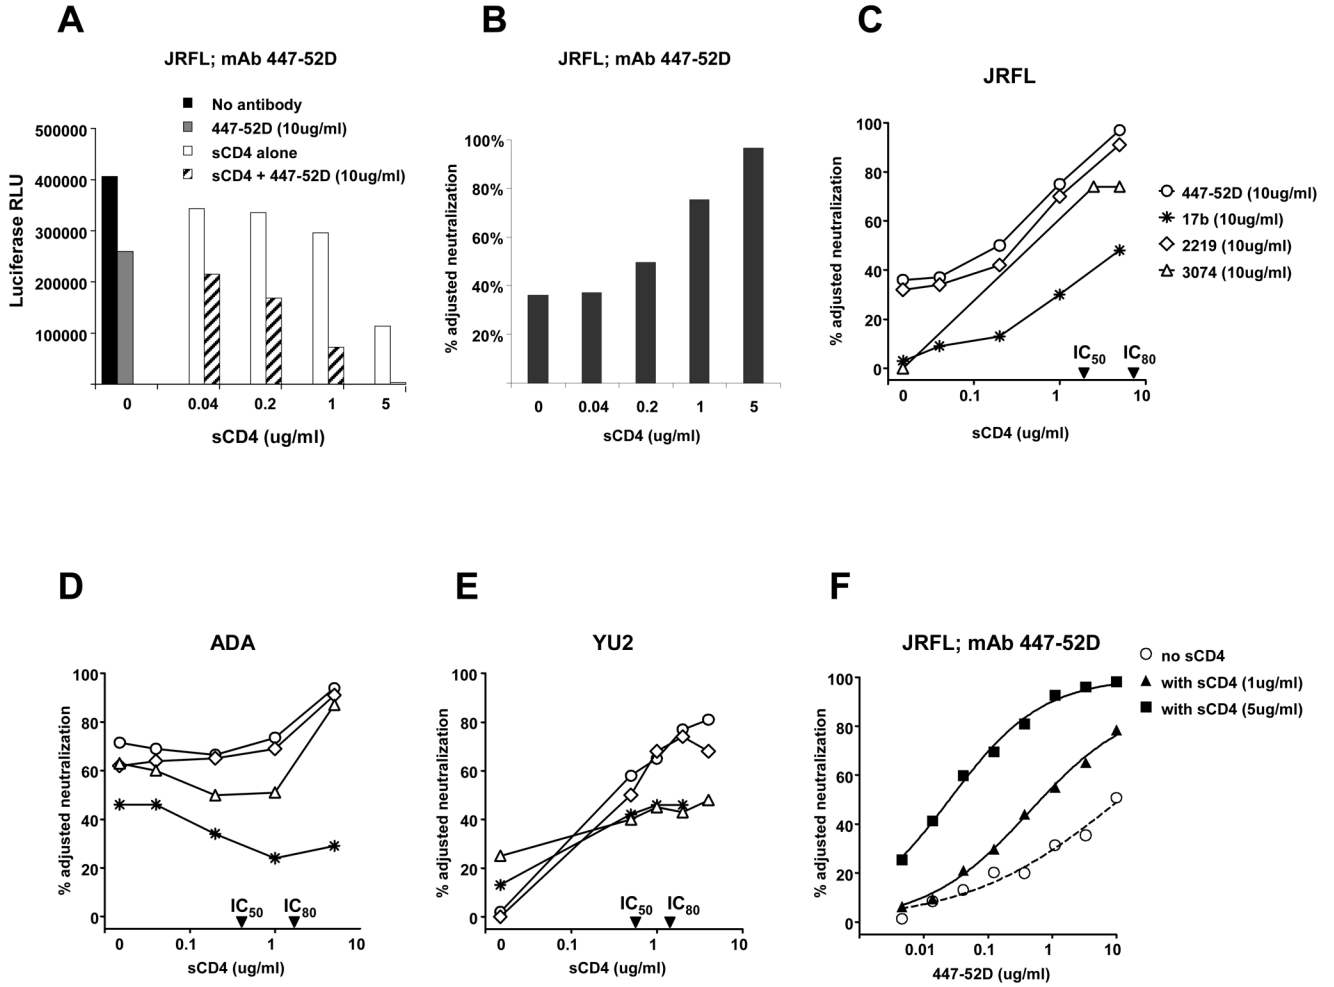 A
JRFL; mAb 447-52D
No antibody
447-52D (10ug/ml)
sCD4 alone
sCD4 + 447-52D (10ug/ml)
Luciferase RLU
500000
400000
300000
200000
100000
0 0.04 0.2 1 5
sCD4 (ug/ml)
B
JRFL; mAb 447-52D
% adjusted neutralization
100%
80%
60%
40%
20%
0 0.04 0.2 1 5
sCD4 (ug/ml)
C
JRFL
% adjusted neutralization
100
80
60
40
20
0
IC50 IC80
0 0.1 1 10
sCD4 (ug/ml)
447-52D (10ug/ml)
17b (10ug/ml)
2219 (10ug/ml)
3074 (10ug/ml)
D
ADA
% adjusted neutralization
100
80
60
40
20
0
IC50 IC80
0 0.1 1 10
sCD4 (ug/ml)
E
YU2
% adjusted neutralization
100
80
60
40
20
0
IC50 IC80
0 0.1 1 10
sCD4 (ug/ml)
F
JRFL; mAb 447-52D
no sCD4
with sCD4 (1ug/ml)
with sCD4 (5ug/ml)
% adjusted neutralization
100
80
60
40
20
0
0.01 0.1 1 10
447-52D (ug/ml)